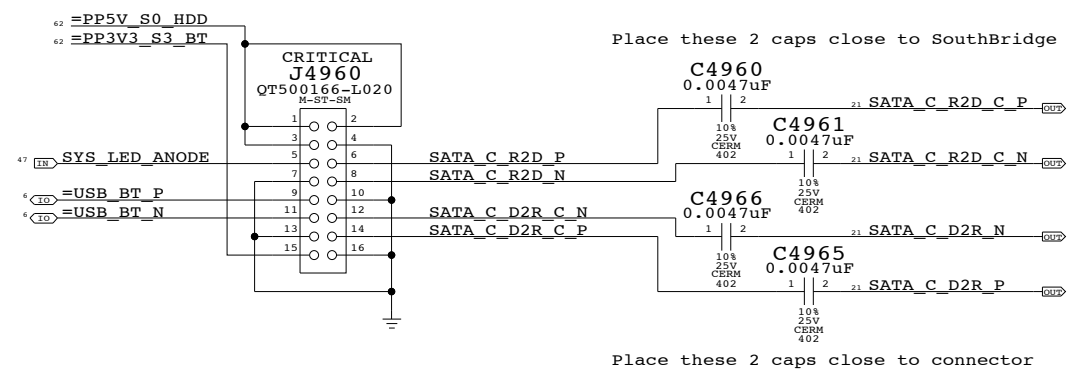 62 =PP5V_S0_HDD
62 =PP3V3_S3_BT
Place these 2 caps close to SouthBridge
CRITICAL
J4960
QT500166-L020
M-ST-SM
C4960
0.0047uF
1 2
10%
25V
CERM
402
21 SATA_C_R2D_C_P OUT
C4961
0.0047uF
1 2
10%
25V
CERM
402
21 SATA_C_R2D_C_N OUT
1 2
3 4
5 6
7 8
9 10
11 12
13 14
15 16
47 IN SYS_LED_ANODE
SATA_C_R2D_P
SATA_C_R2D_N
6 IO =USB_BT_P
6 IO =USB_BT_N
SATA_C_D2R_C_N
SATA_C_D2R_C_P
C4966
0.0047uF
1 2
10%
25V
CERM
402
21 SATA_C_D2R_N OUT
C4965
0.0047uF
1 2
10%
25V
CERM
402
21 SATA_C_D2R_P OUT
Place these 2 caps close to connector